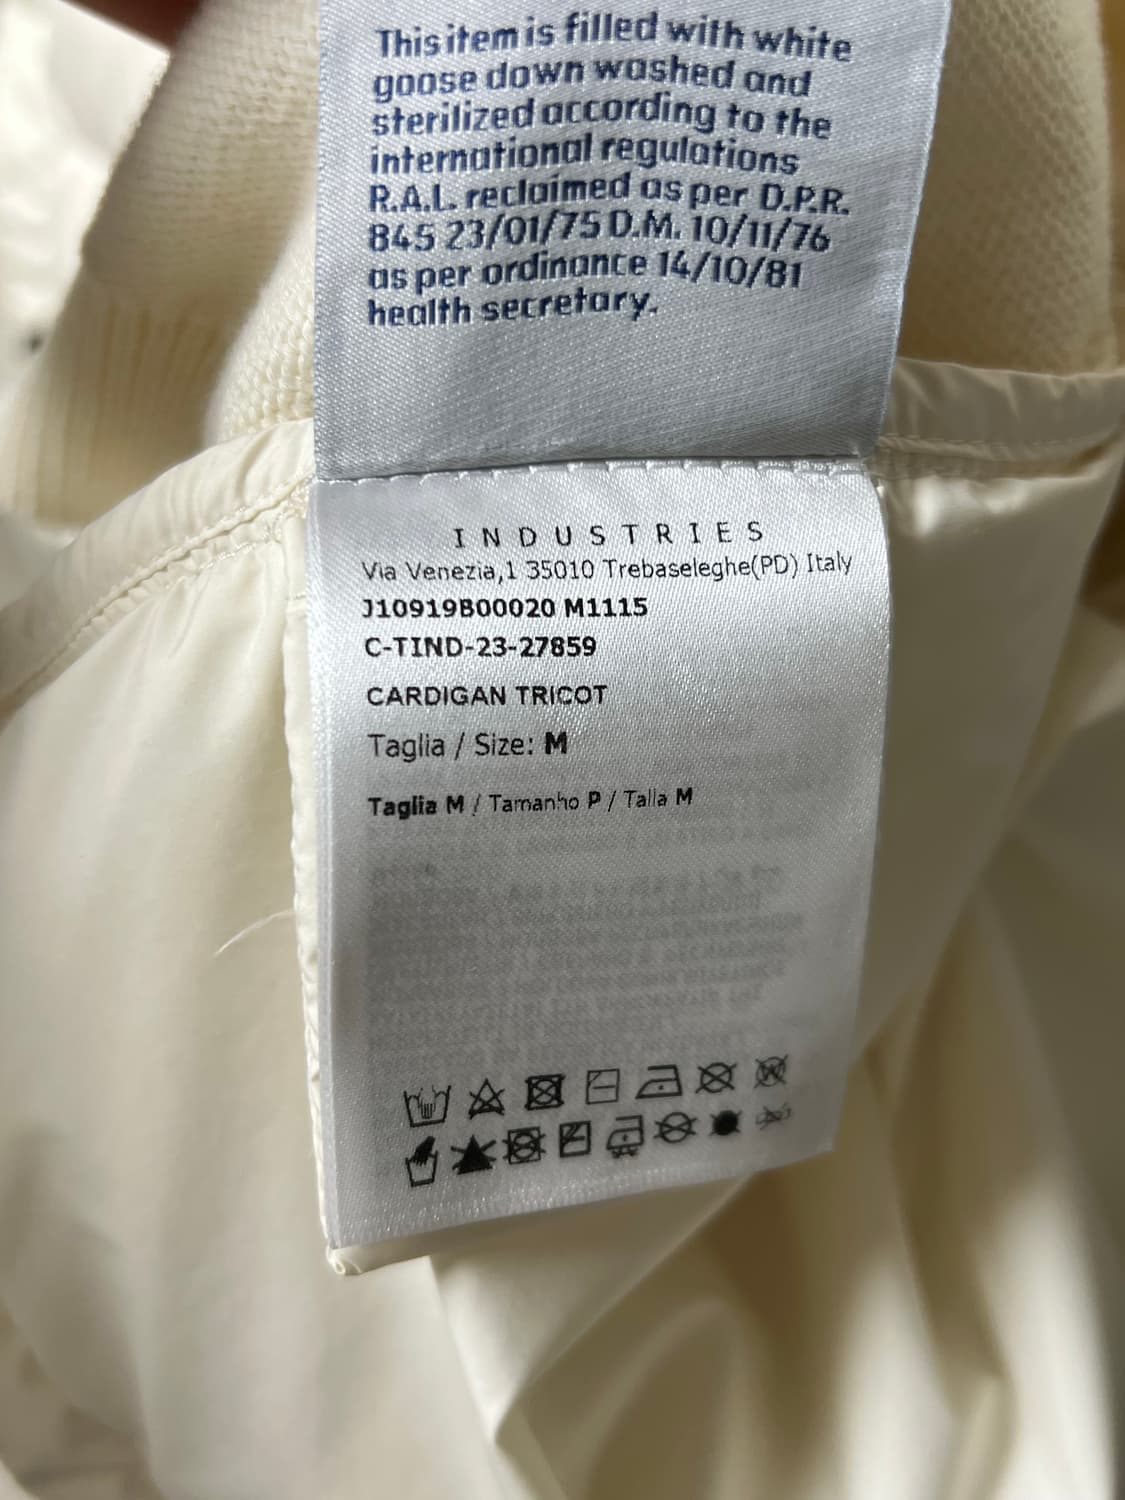 This item is filled with white
goose down washed and
sterilized according to the
international regulations
R.A.L. reclaimed as per D.P.R.
845 23/01/75 D.M. 10/11/76
as per ordinance 14/10/81
health secretary.
INDUSTRIES
Via Venezia,1 35010 Trebaseleghe(PD) Italy
J10919B00020 M1115
C-TIND-23-27859
CARDIGAN TRICOT
Taglia / Size: M
Taglia M / Tamanho P / Talla M